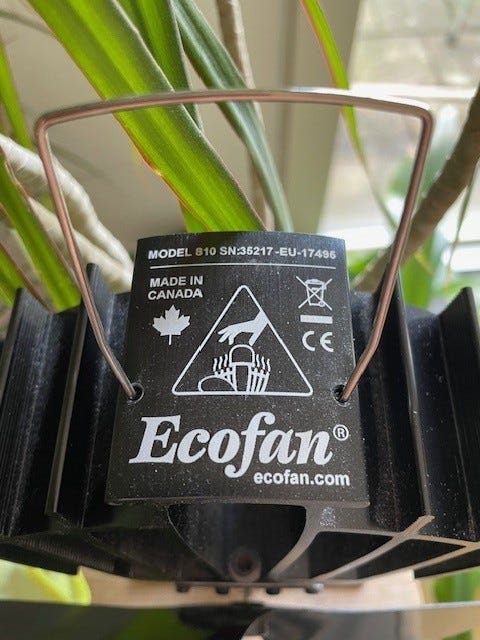 MODEL 810 SN:35217-EU-17496
MADE IN
CANADA
CE
Ecofan®
ecofan.com